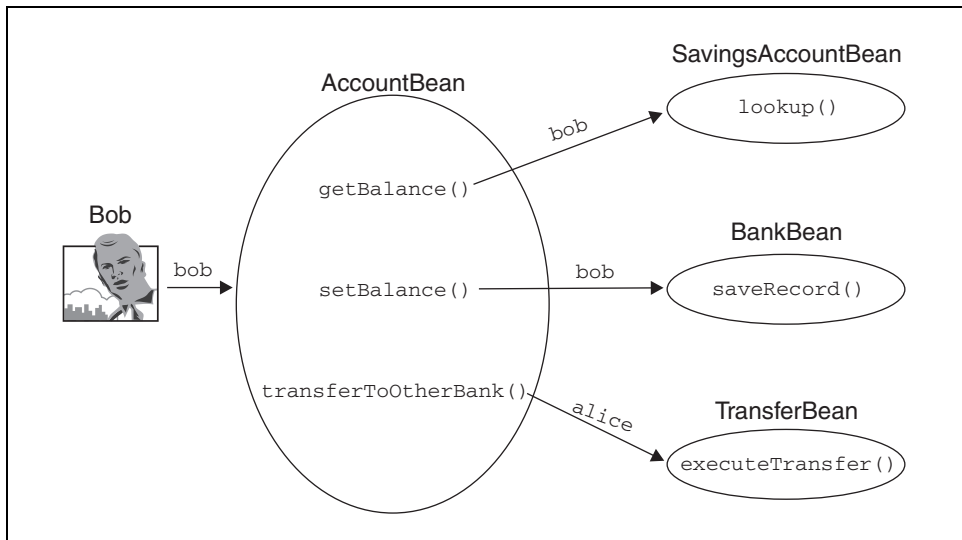 SavingsAccountBean
AccountBean
lookup()
bob
getBalance()
Bob
BankBean
bob
bob
setBalance()
saveRecord()
transferToOtherBank()
alice
TransferBean
executeTransfer()